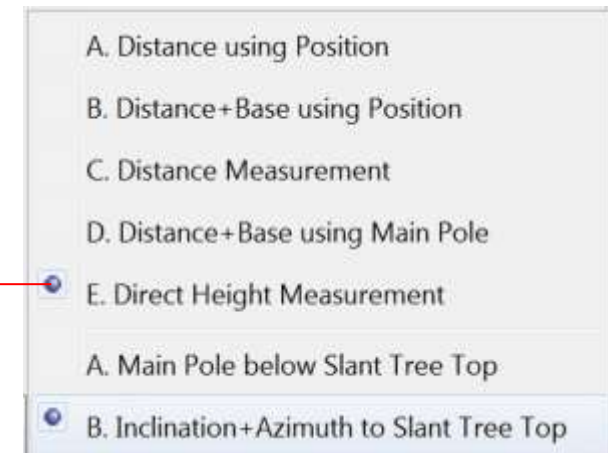 A. Distance using Position
B. Distance+Base using Position
C. Distance Measurement
D. Distance+Base using Main Pole
E. Direct Height Measurement
A. Main Pole below Slant Tree Top
B. Inclination+Azimuth to Slant Tree Top